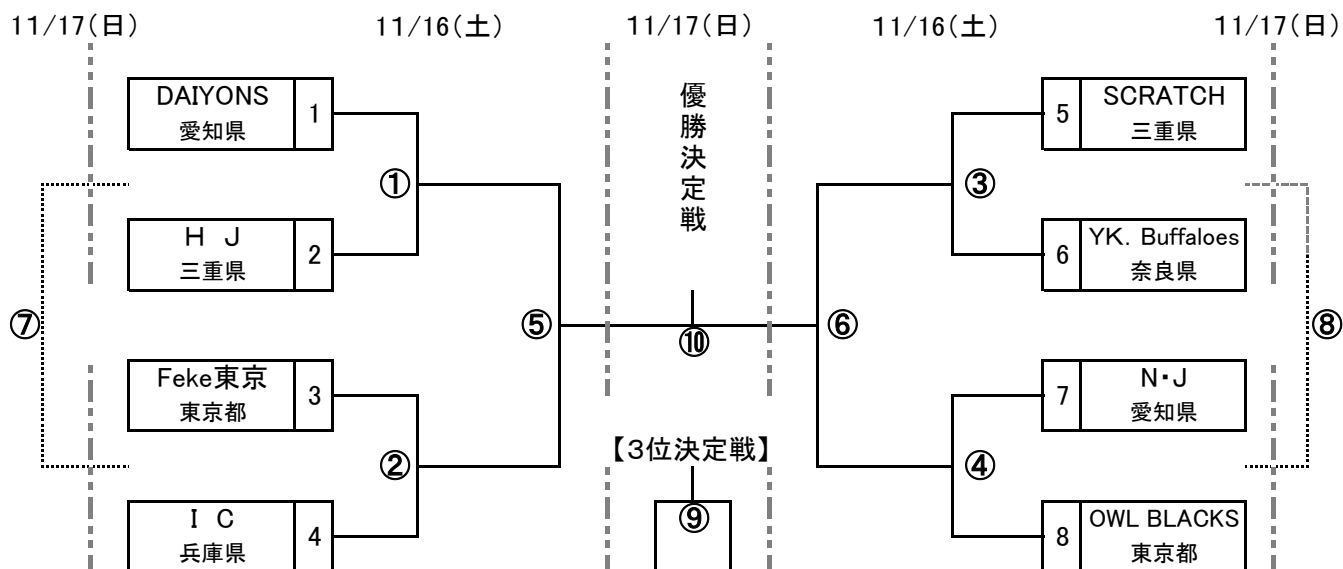 11/17(日) 11/16(土) 11/17(日) 11/16(土) 11/17(日)
DAIYONS 1
愛知県
①
H J 2
三重県
⑦
⑤
Feke東京 3
東京都
②
I C 4
兵庫県
優勝決定戦
⑩
【3位決定戦】
⑨
5 SCRATCH
三重県
③
6 YK. Buffaloes
奈良県
⑥
⑧
7 N・J
愛知県
④
8 OWL BLACKS
東京都